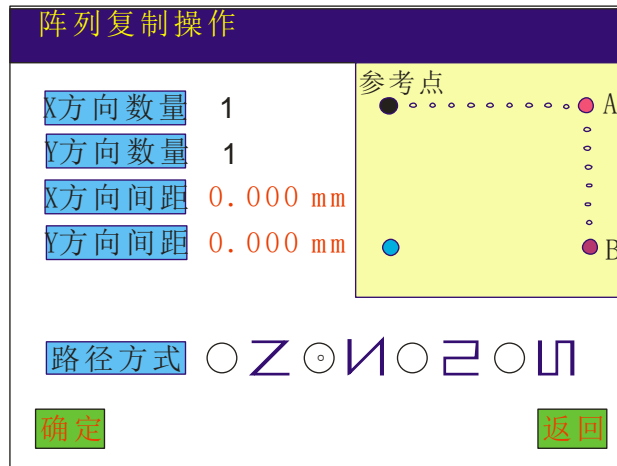 阵列复制操作
参考点
X方向数量 1
A
Y方向数量 1
X方向间距 0.000 mm
Y方向间距 0.000 mm
B
路径方式
确定 返回